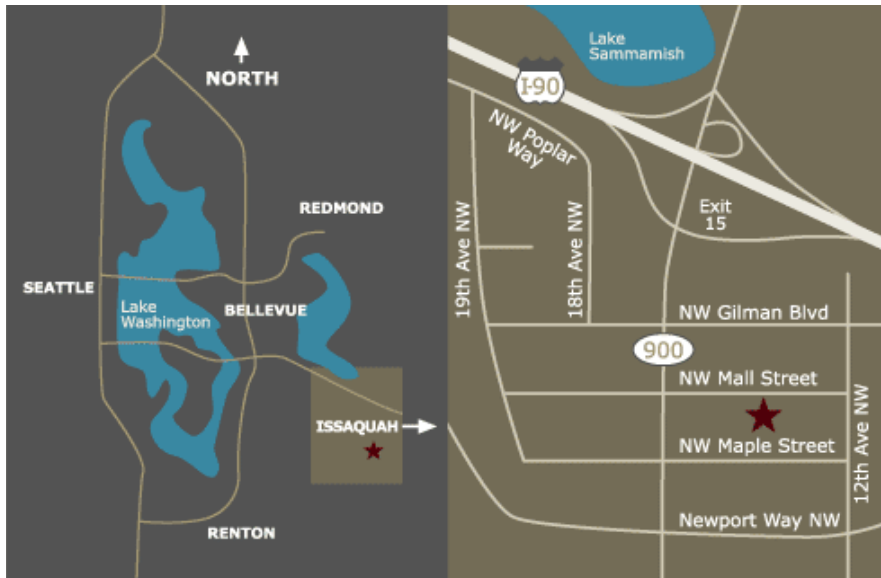 NORTH
REDMOND
SEATTLE
Lake
Washington
BELLEVUE
ISSAQUAH
RENTON
Lake
Sammamish
I-90
NW Poplar
Way
Exit
15
19th Ave NW
18th Ave NW
NW Gilman Blvd
900
NW Mall Street
NW Maple Street
12th Ave NW
Newport Way NW